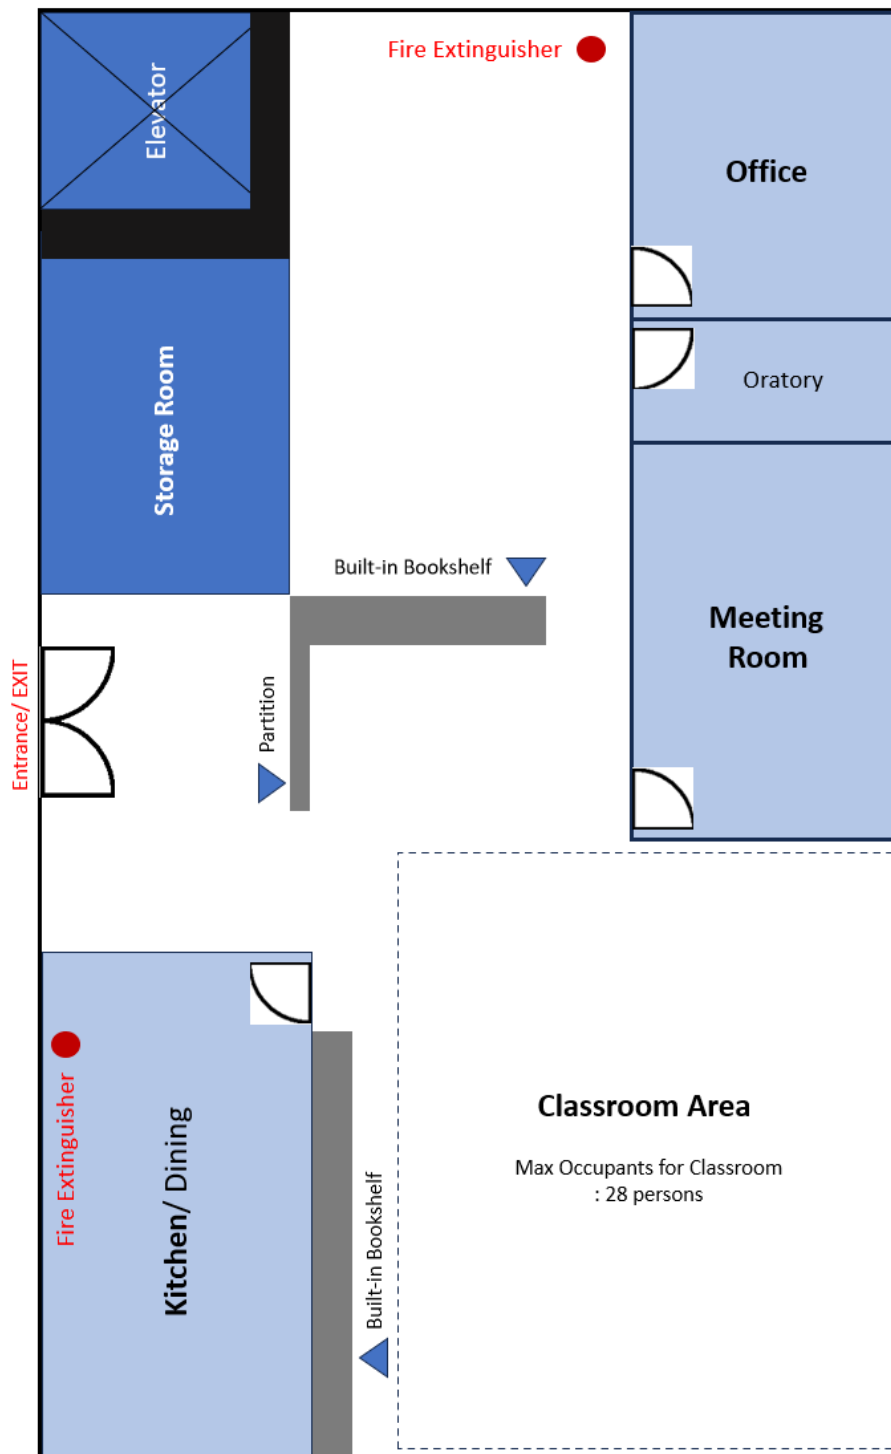 Elevator
Fire Extinguisher
Office
Oratory
Storage Room
Built-in Bookshelf
Meeting
Room
Entrance/ EXIT
Partition
Fire Extinguisher
Kitchen/ Dining
Built-in Bookshelf
Classroom Area
Max Occupants for Classroom
: 28 persons